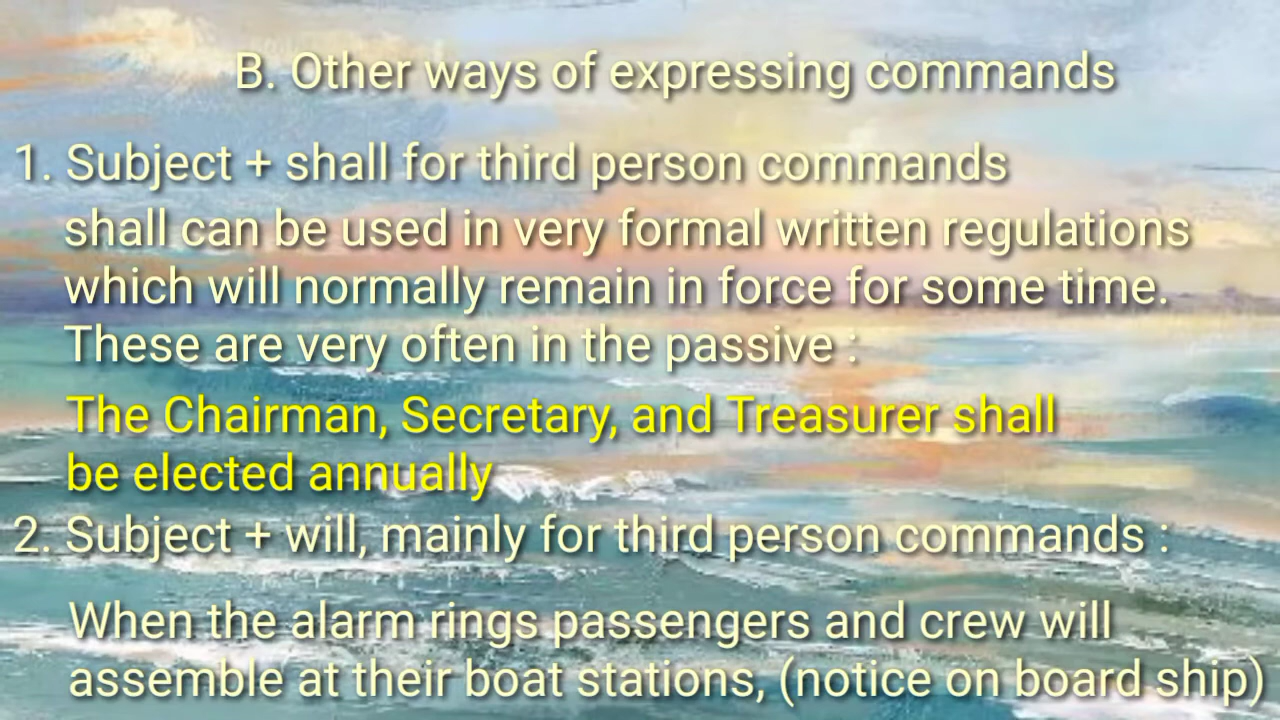 B. Other ways of expressing commands
1. Subject + shall for third person commands
shall can be used in very formal written regulations
which will normally remain in force for some time.
These are very often in the passive :
The Chairman, Secretary, and Treasurer shall
be elected annually
2. Subject + will, mainly for third person commands :
When the alarm rings passengers and crew will
assemble at their boat stations, (notice on board ship)